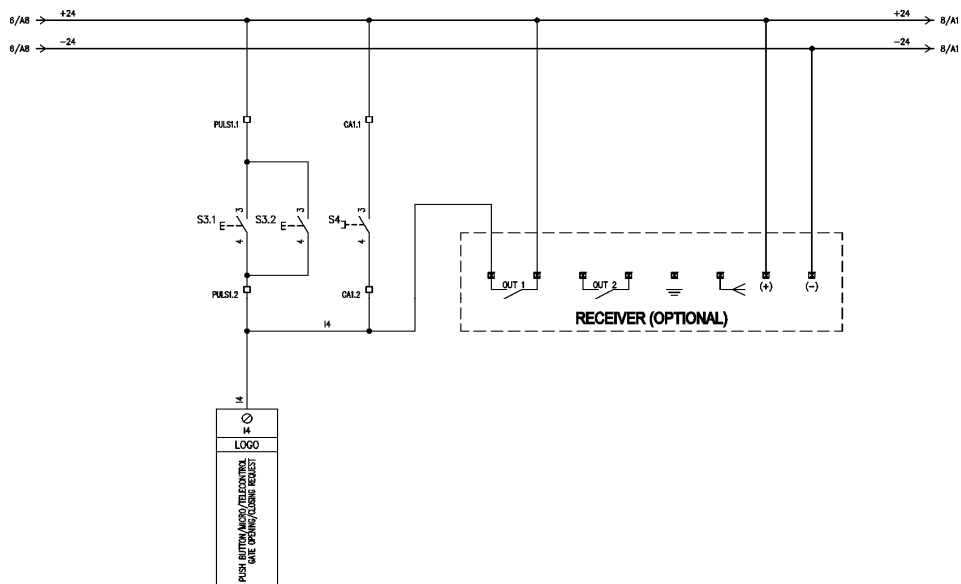 6/A8 +24 +24 8/A1
6/A8 -24 -24 8/A1
PULS1.1 CA1.1
3 3 3
S3.1 S3.2 S4
4 4 4
OUT 1 OUT 2
PULS1.2 CA1.2 (+) (-)
I4
RECEIVER (OPTIONAL)
I4
I4
LOGO
PUSH BUTTON/MICRO/TELECONTROL
GATE OPENING/CLOSING REQUEST